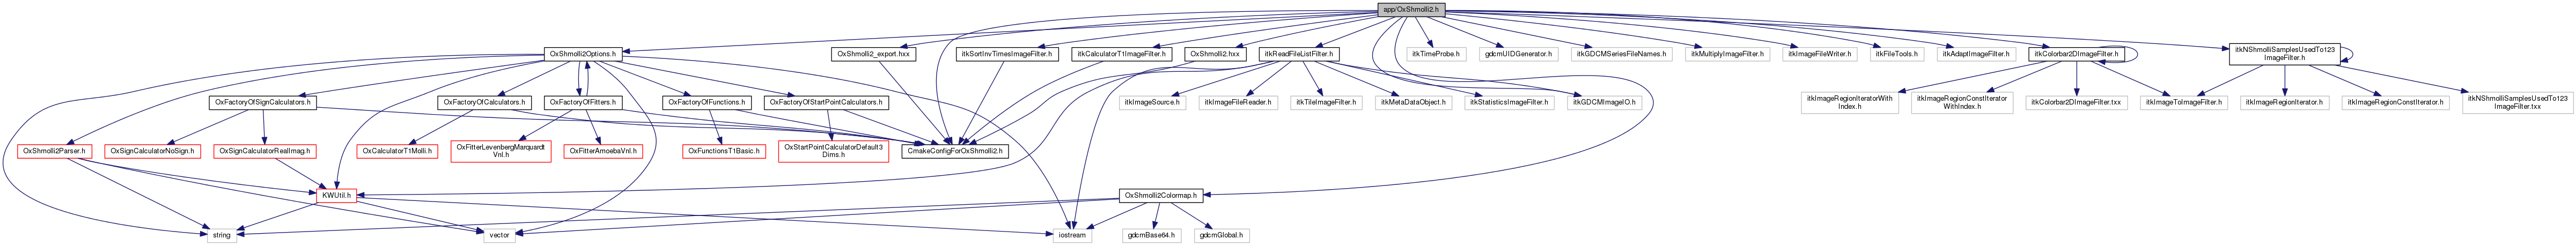 app/OxShmolli2.h
OxShmolli2Options.h
OxShmolli2_export.hxx
itkSortInvTimesImageFilter.h
itkCalculatorT1ImageFilter.h
OxShmolli2.hxx
itkReadFileListFilter.h
itkTimeProbe.h
gdcmUIDGenerator.h
itkGDCMSeriesFileNames.h
itkMultiplyImageFilter.h
itkImageFileWriter.h
itkFileTools.h
itkAdaptImageFilter.h
itkColorbar2DImageFilter.h
itkNShmolliSamplesUsedTo123
ImageFilter.h
OxFactoryOfSignCalculators.h
OxFactoryOfCalculators.h
OxFactoryOfFitters.h
OxFactoryOfFunctions.h
OxFactoryOfStartPointCalculators.h
itkImageSource.h
itkImageFileReader.h
itkTileImageFilter.h
itkMetaDataObject.h
itkStatisticsImageFilter.h
itkGDCMImageIO.h
itkImageRegionIteratorWith
Index.h
itkImageRegionConstIterator
WithIndex.h
itkColorbar2DImageFilter.txx
itkImageToImageFilter.h
itkImageRegionIterator.h
itkImageRegionConstIterator.h
itkNShmolliSamplesUsedTo123
ImageFilter.txx
OxShmolli2Parser.h
OxSignCalculatorNoSign.h
OxSignCalculatorRealImag.h
OxCalculatorT1Molli.h
OxFitterLevenbergMarquardt
Vnl.h
OxFitterAmoebaVnl.h
OxFunctionsT1Basic.h
OxStartPointCalculatorDefault3
Dims.h
CmakeConfigForOxShmolli2.h
KWUtil.h
OxShmolli2Colormap.h
string
vector
iostream
gdcmBase64.h
gdcmGlobal.h